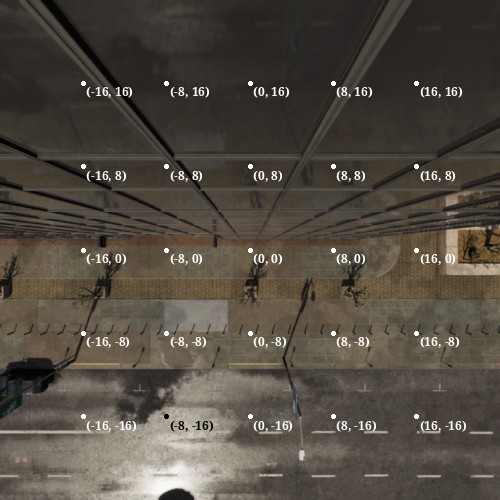 (-16, 16) (-8, 16) (0, 16) (8, 16) (16, 16)
(-16, 8) (-8, 8) (0, 8) (8, 8) (16, 8)
(-16, 0) (-8, 0) (0, 0) (8, 0) (16, 0)
(-16, -8) (-8, -8) (0, -8) (8, -8) (16, -8)
(-16, -16) (-8, -16) (0, -16) (8, -16) (16, -16)